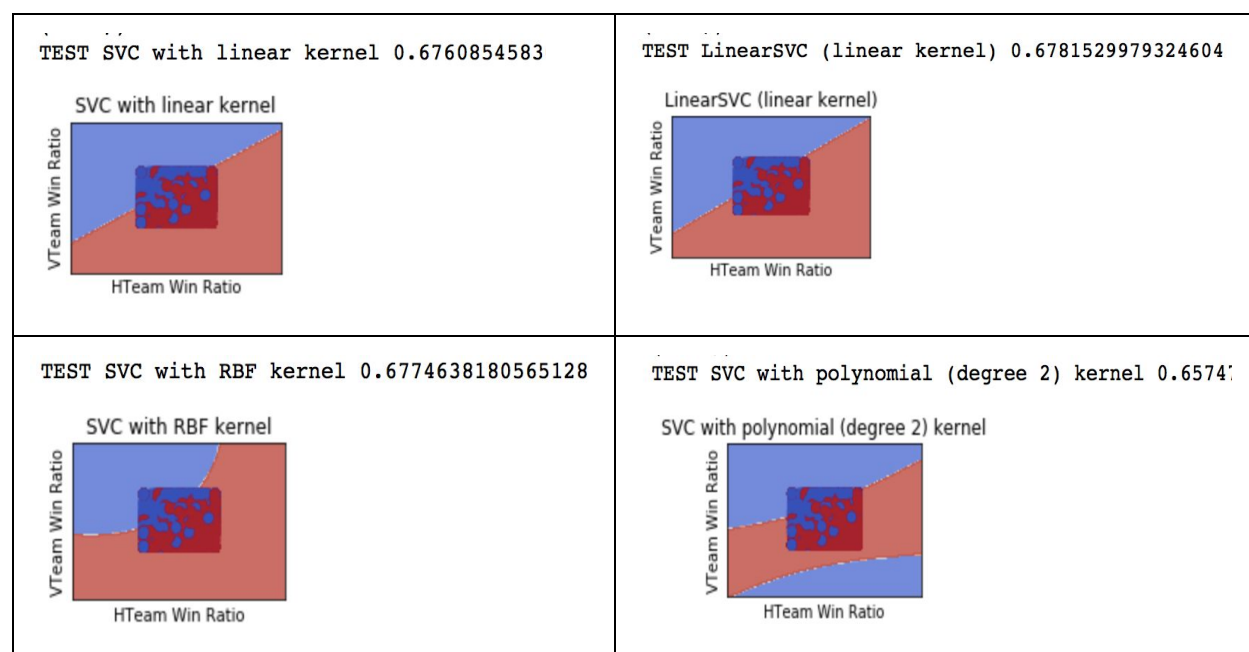 TEST SVC with linear kernel 0.6760854583
SVC with linear kernel
VTeam Win Ratio
HTeam Win Ratio
TEST LinearSVC (linear kernel) 0.6781529979324604
LinearSVC (linear kernel)
VTeam Win Ratio
HTeam Win Ratio
TEST SVC with RBF kernel 0.6774638180565128
SVC with RBF kernel
VTeam Win Ratio
HTeam Win Ratio
TEST SVC with polynomial (degree 2) kernel 0.6574
SVC with polynomial (degree 2) kernel
VTeam Win Ratio
HTeam Win Ratio